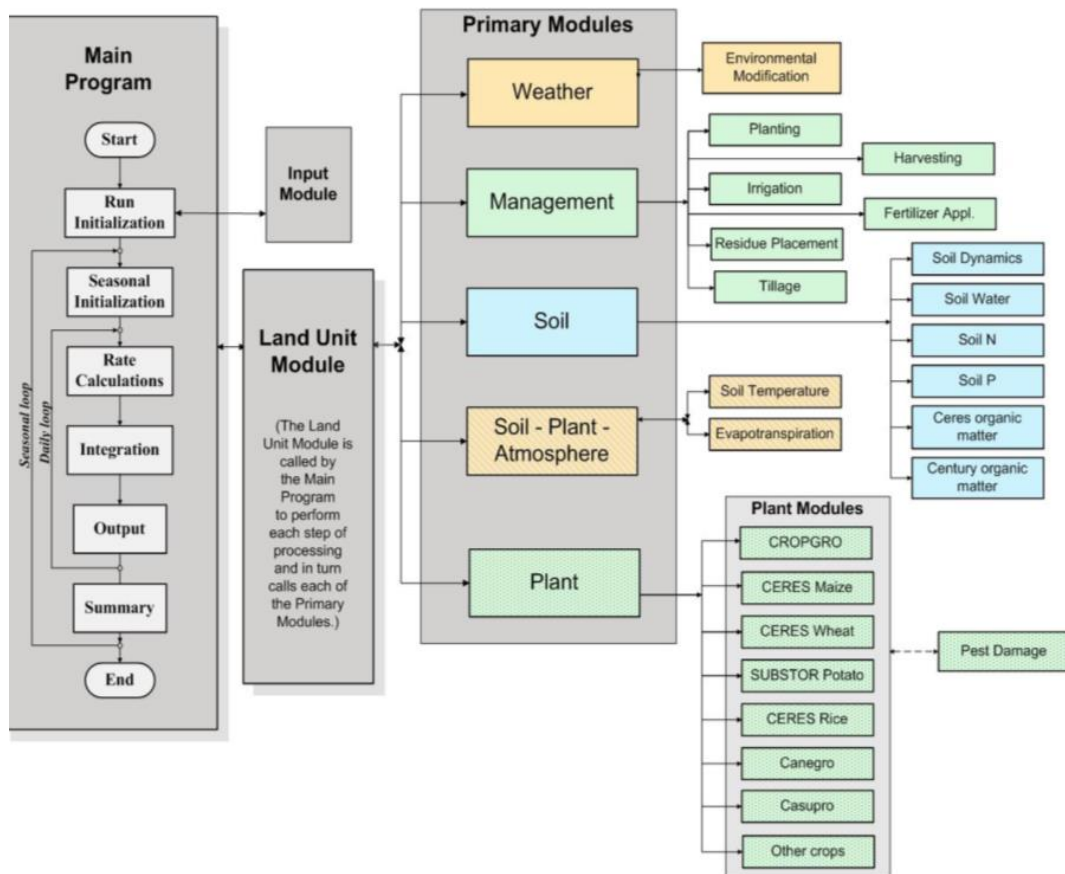 Main
Program
Start
Run
Initialization
Seasonal
Initialization
Rate
Calculations
Integration
Output
Summary
End
Seasonal loop
Daily loop
Input
Module
Land Unit
Module
(The Land
Unit Module is
called by
the Main
Program
to perform
each step of
processing
and in turn
calls each of
the Primary
Modules.)
Primary Modules
Weather
Management
Soil
Soil - Plant -
Atmosphere
Plant
Environmental
Modification
Planting
Harvesting
Irrigation
Fertilizer Appl.
Residue Placement
Tillage
Soil Dynamics
Soil Water
Soil N
Soil P
Ceres organic
matter
Century organic
matter
Soil Temperature
Evapotranspiration
Plant Modules
CROPGRO
CERES Maize
CERES Wheat
SUBSTOR Potato
CERES Rice
Canegro
Casupro
Other crops
Pest Damage